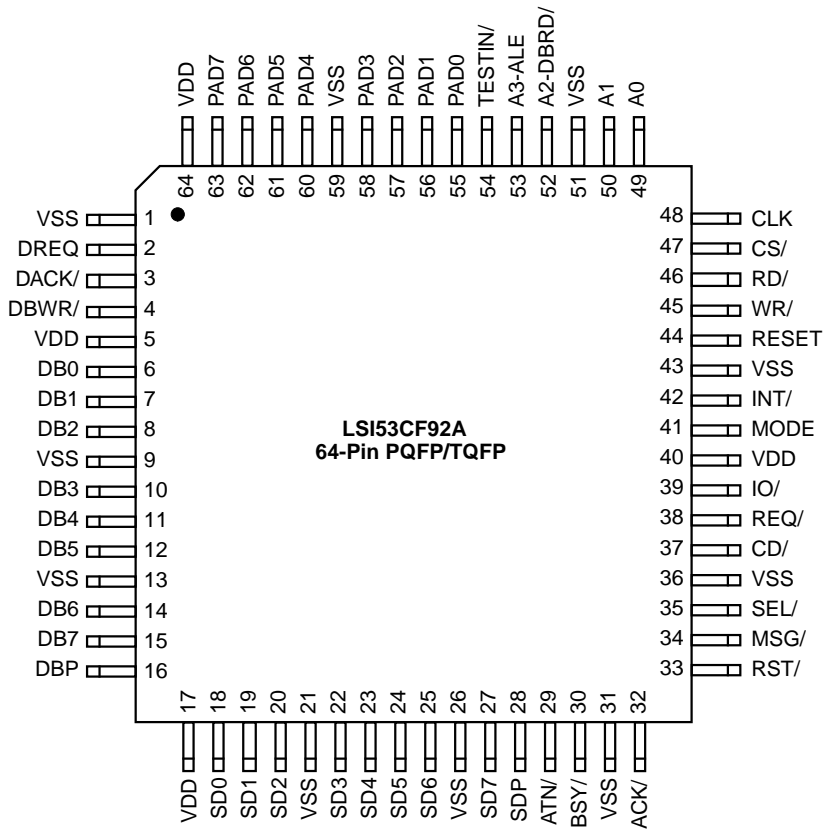 VDD
PAD7
PAD6
PAD5
PAD4
VSS
PAD3
PAD2
PAD1
PAD0
TESTIN/
A3-ALE
A2-DBRD/
VSS
A1
A0
64
63
62
61
60
59
58
57
56
55
54
53
52
51
50
49
VSS 1
DREQ 2
DACK/ 3
DBWR/ 4
VDD 5
DB0 6
DB1 7
DB2 8
VSS 9
DB3 10
DB4 11
DB5 12
VSS 13
DB6 14
DB7 15
DBP 16
LSI53CF92A
64-Pin PQFP/TQFP
48 CLK
47 CS/
46 RD/
45 WR/
44 RESET
43 VSS
42 INT/
41 MODE
40 VDD
39 IO/
38 REQ/
37 CD/
36 VSS
35 SEL/
34 MSG/
33 RST/
17
18
19
20
21
22
23
24
25
26
27
28
29
30
31
32
VDD
SD0
SD1
SD2
VSS
SD3
SD4
SD5
SD6
VSS
SD7
SDP
ATN/
BSY/
VSS
ACK/